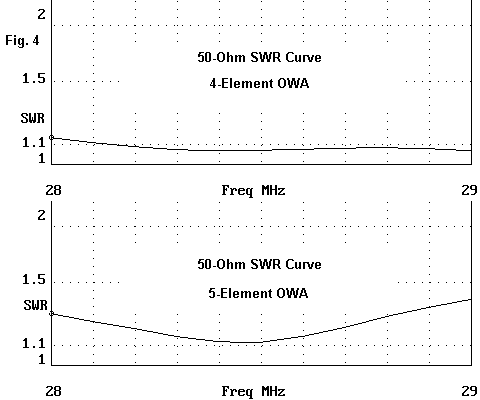 2
Fig. 4
50-Ohm SWR Curve
1.5
4-Element OWA
SWR
1.1
1
28 Freq MHz 29
2
50-Ohm SWR Curve
1.5
5-Element OWA
SWR
1.1
1
28 Freq MHz 29